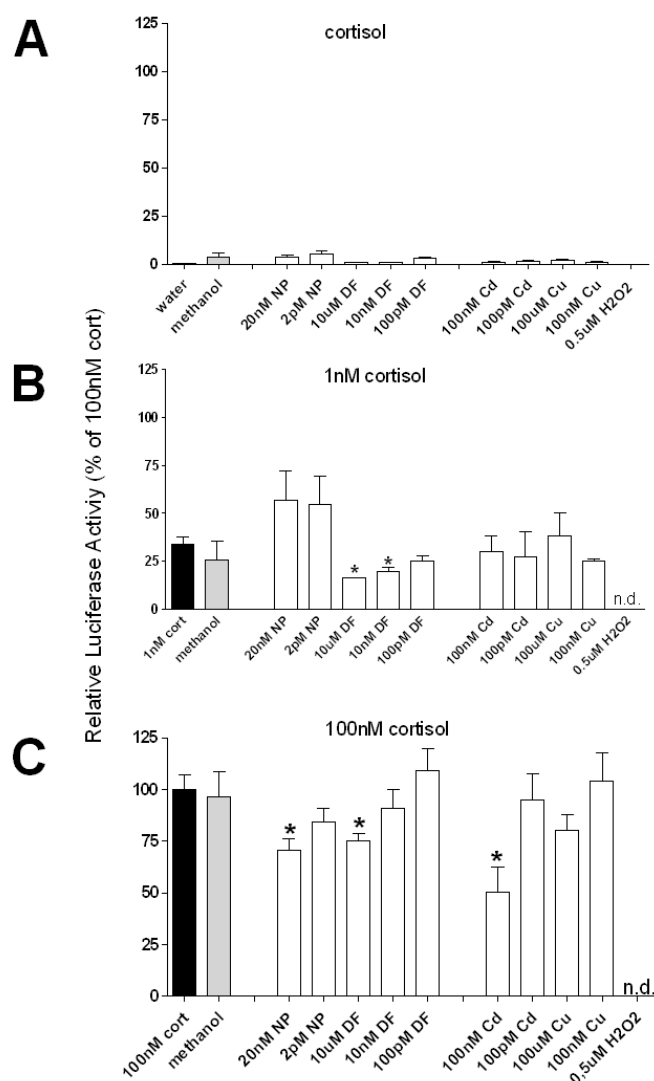 A
cortisol
125
100
75
50
25
0
water
methanol
20nM NP
2pM NP
10uM DF
10nM DF
100pM DF
100nM Cd
100pM Cd
100uM Cu
100nM Cu
0.5uM H2O2
Relative Luciferase Activiy (% of 100nM cort)
B
1nM cortisol
125
75
50
25
0
* *
n.d.
1nM cort
methanol
20nM NP
2pM NP
10uM DF
10nM DF
100pM DF
100nM Cd
100pM Cd
100uM Cu
100nM Cu
0.5uM H2O2
C
100nM cortisol
125
100
75
50
25
0
* * *
n.d.
100nM cort
methanol
20nM NP
2pM NP
10uM DF
10nM DF
100pM DF
100nM Cd
100pM Cd
100uM Cu
100nM Cu
0,5uM H2O2